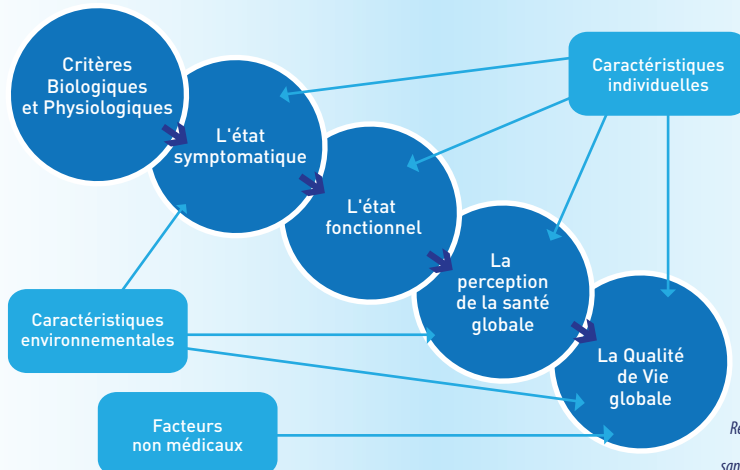 Critères
Biologiques
et Physiologiques
L'état
symptomatique
L'état
fonctionnel
La
perception
de la santé
globale
La Qualité
de Vie
globale
Caractéristiques
individuelles
Caractéristiques
environnementales
Facteurs
non médicaux